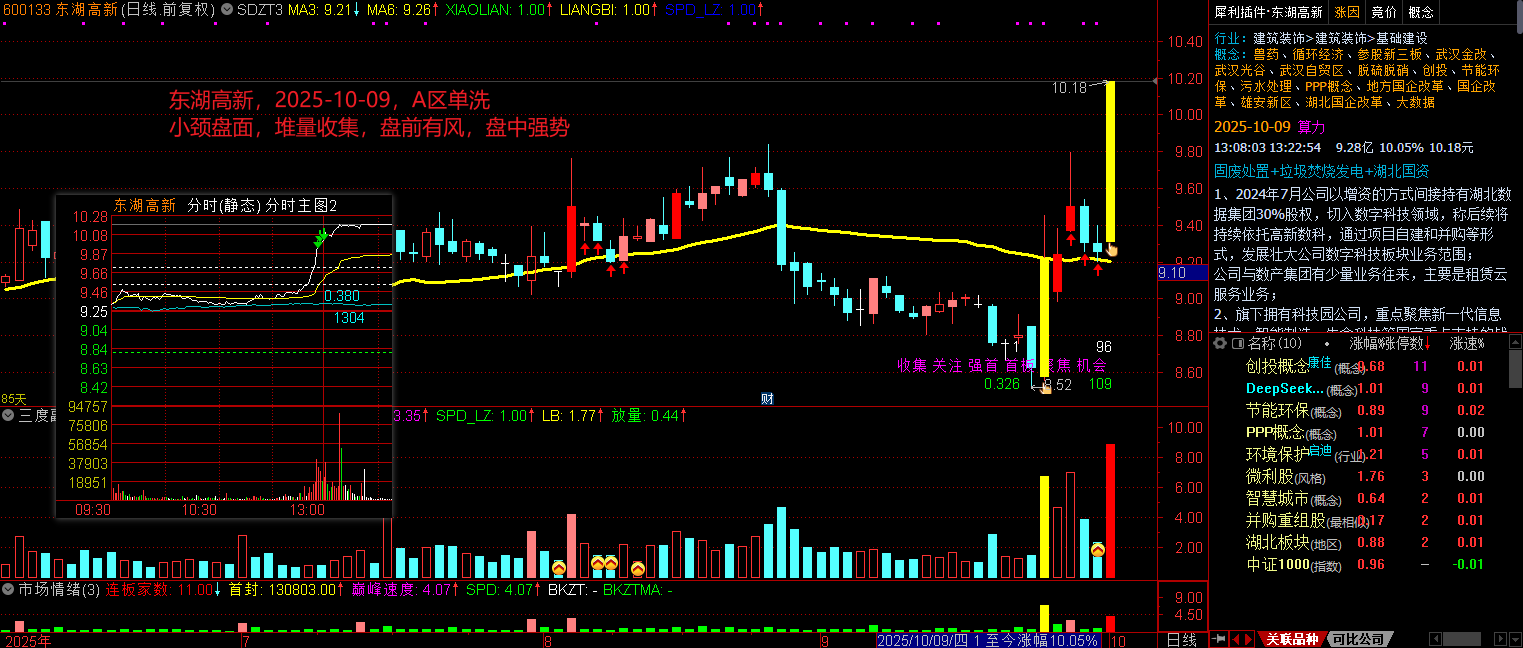 600133 东湖高新(日线.前复权) SDZT3 MA3: 9.21↓ MA6: 9.26↑ XIAOLIAN: 1.00↑ LIANGBI: 1.00↑ SPD_LZ 1.00↑
东湖高新，2025-10-09，A区单洗
小颈盘面，堆量收集，盘前有风，盘中强势
10.18
10.40
10.20
10.00
9.80
9.60
9.40
9.20
9.10
9.00
8.80
8.60
东湖高新 分时(静态) 分时主图2
10.28
10.08
9.87
9.66
9.46
9.25
9.04
8.84
8.63
8.42
0.380
1304
94757
75806
56854
37903
18951
09:30 10:30 13:00
96
收集 关注 强首 首板 聚焦 机会
0.326 8.52 109
85天
财
三度 3.35↑ SPD_LZ: 1.00↑ LB: 1.77↑ 放量: 0.44↑
10.00
8.00
6.00
4.00
2.00
市场情绪(3) 连板家数: 11.00↓ 首封: 130803.00↑ 巅峰速度: 4.07↑ SPD: 4.07↑ BKZT: - BKZTMA: -
9.00
4.50
2025年 7 8 9 2025/10/09/四 1 至今涨幅10.05% 10 日线
犀利插件·东湖高新 涨因 竞价 概念
行业: 建筑装饰>建筑装饰>基础建设
概念: 兽药、循环经济、参股新三板、武汉金改、
武汉光谷、武汉自贸区、脱硫脱硝、创投、节能环
保、污水处理、PPP概念、地方国企改革、国企改
革、雄安新区、湖北国企改革、大数据
2025-10-09 算力
13:08:03 13:22:54 9.28亿 10.05% 10.18元
固废处置+垃圾焚烧发电+湖北国资
1、2024年7月公司以增资的方式间接持有湖北数
据集团30%股权，切入数字科技领域，称后续将
持续依托高新数科，通过项目自建和并购等形
式，发展壮大公司数字科技板块业务范围；
公司与数产集团有少量业务往来，主要是租赁云
服务业务；
2、旗下拥有科技园公司，重点聚焦新一代信息
名称(10) • 涨幅% 涨停数↓ 涨速%
创投概念 康佳 (概念) 0.68 11 0.01
DeepSeek... (概念) 1.01 9 0.01
节能环保(概念) 0.89 9 0.02
PPP概念(概念) 1.01 7 0.00
环境保护 启迪 (行业) 1.21 5 0.01
微利股(风格) 1.76 3 0.00
智慧城市(概念) 0.64 2 0.01
并购重组股(最相似) 0.17 2 0.01
湖北板块(地区) 0.88 2 0.01
中证1000(指数) 0.96 – -0.01
关联品种 可比公司